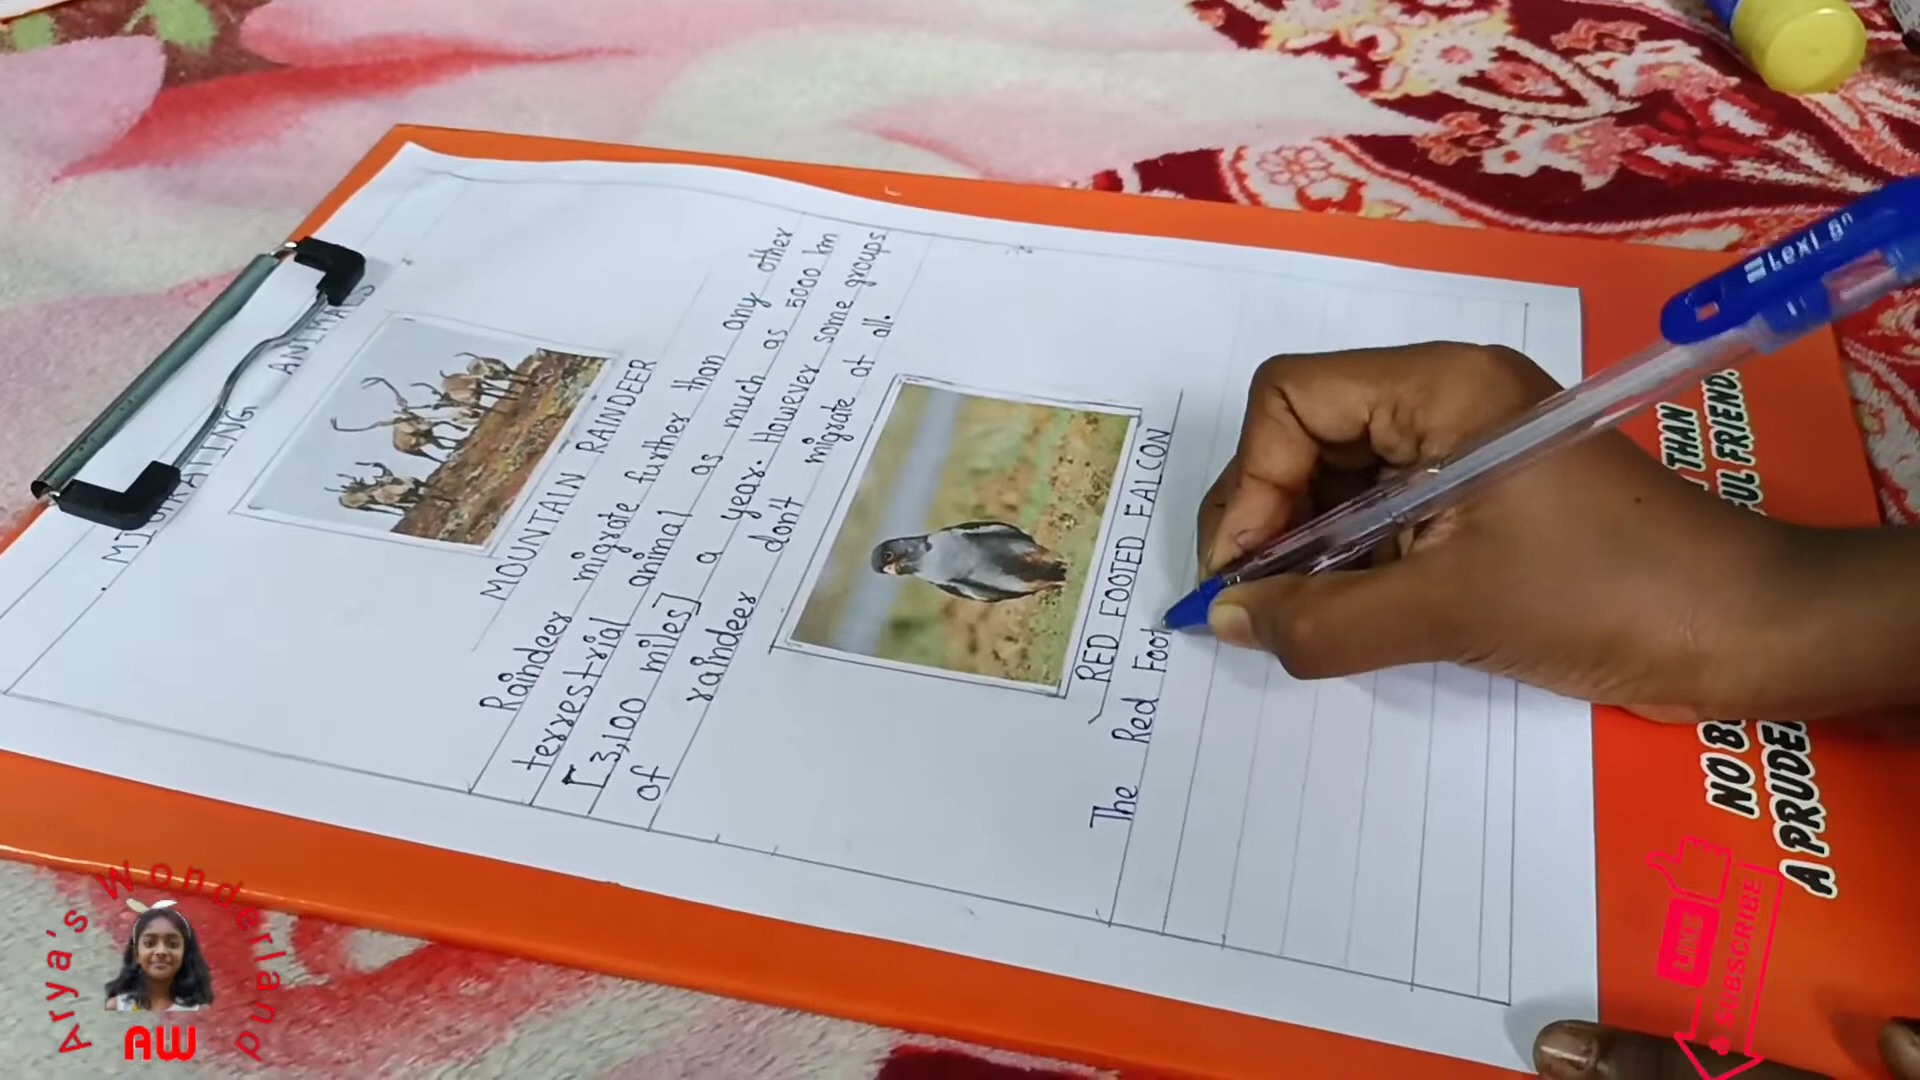 MIGRATING ANIMALS
MOUNTAIN RAINDEER
Raindeer migrate further than any other
terrestrial animal as much as 5000 km
[3,100 miles] a year. However some groups
of raindeer don't migrate at all.
RED FOOTED FALCON
The Red Foot
Lexi
THAN
FUL FRIEND.
NO B
A PRUDE
Arya's Wonderland
AW
LIKE
& SUBSCRIBE